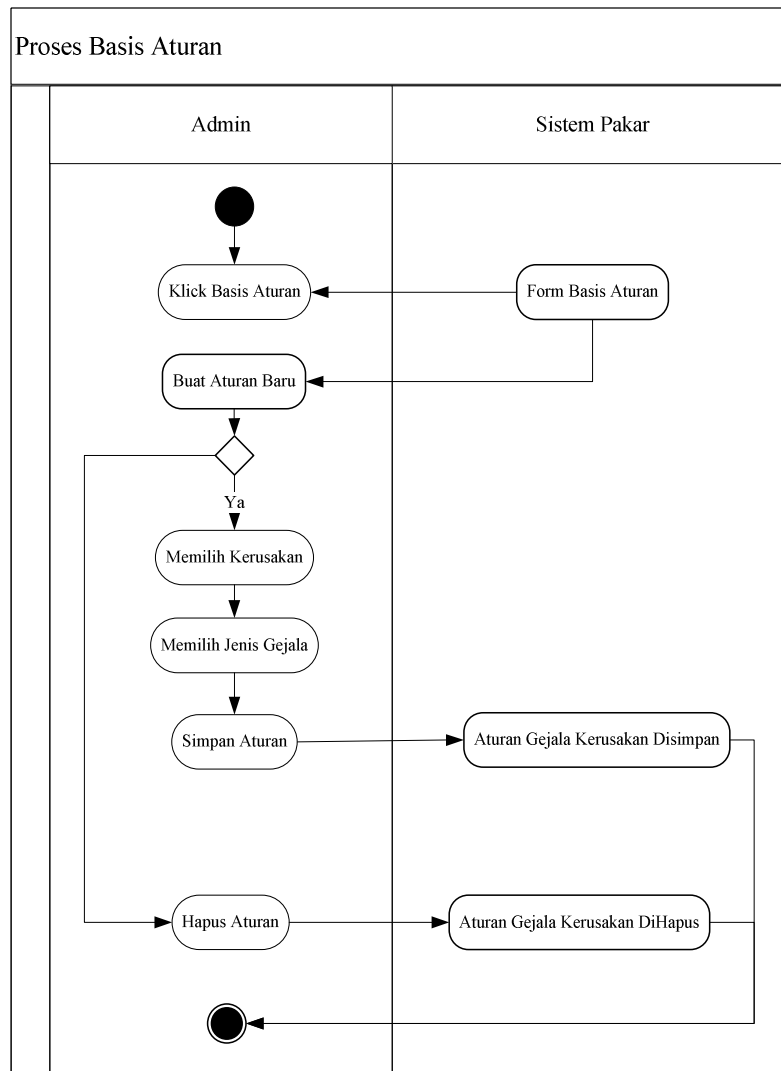 Proses Basis Aturan
Admin
Sistem Pakar
Klick Basis Aturan
Form Basis Aturan
Buat Aturan Baru
Ya
Memilih Kerusakan
Memilih Jenis Gejala
Simpan Aturan
Aturan Gejala Kerusakan Disimpan
Hapus Aturan
Aturan Gejala Kerusakan DiHapus